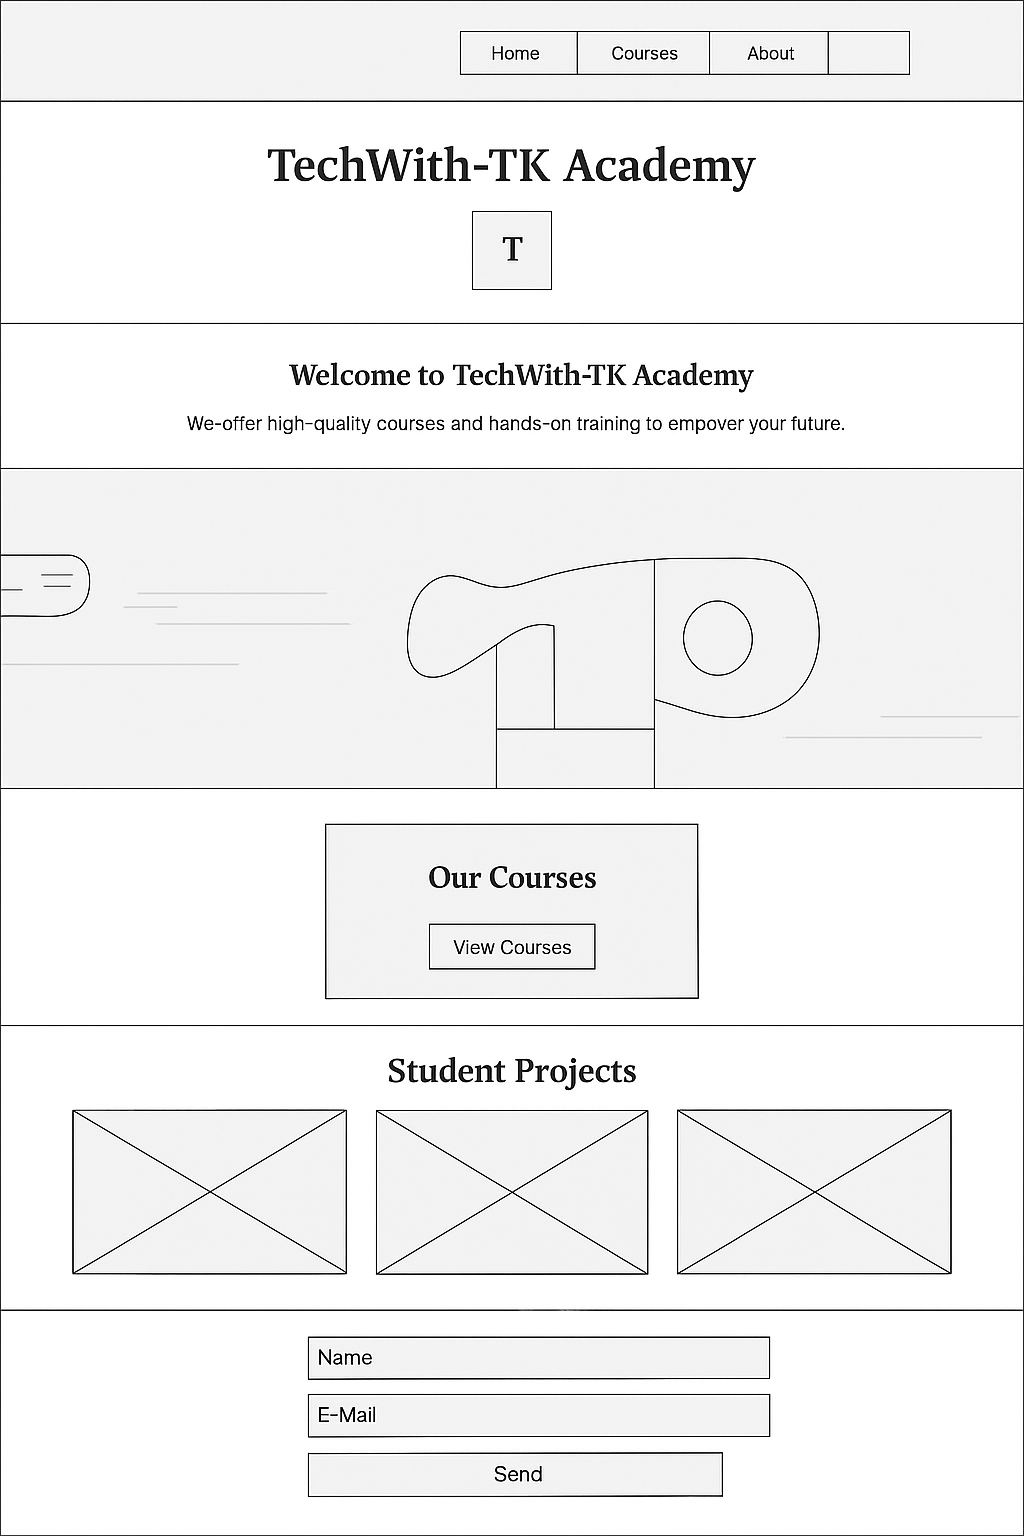 Home
Courses
About
TechWith-TK Academy
T
Welcome to TechWith-TK Academy
We-offer high-quality courses and hands-on training to empover your future.
Our Courses
View Courses
Student Projects
Name
E-Mail
Send